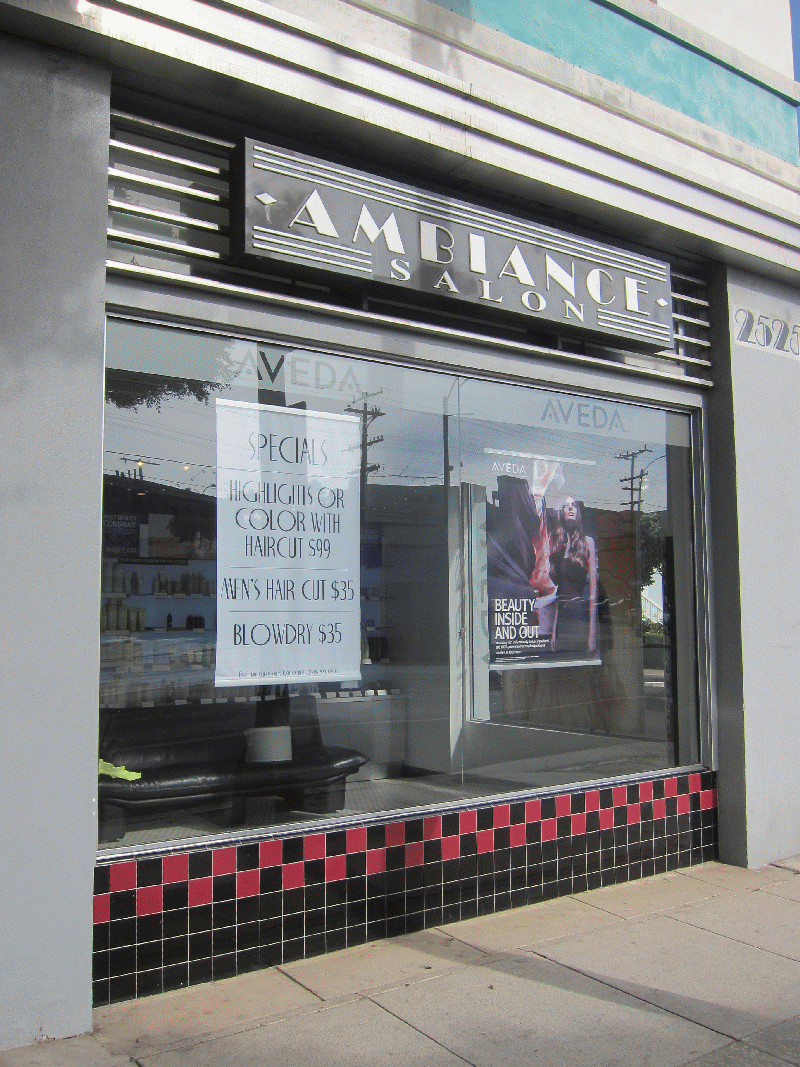 AMBIANCE
SALON
2525
AVEDA
AVEDA
SPECIALS
HIGHLIGHTS OR
COLOR WITH
HAIRCUT $99
MEN'S HAIR CUT $35
BLOWDRY $35
AVEDA
BEAUTY
INSIDE
AND OUT